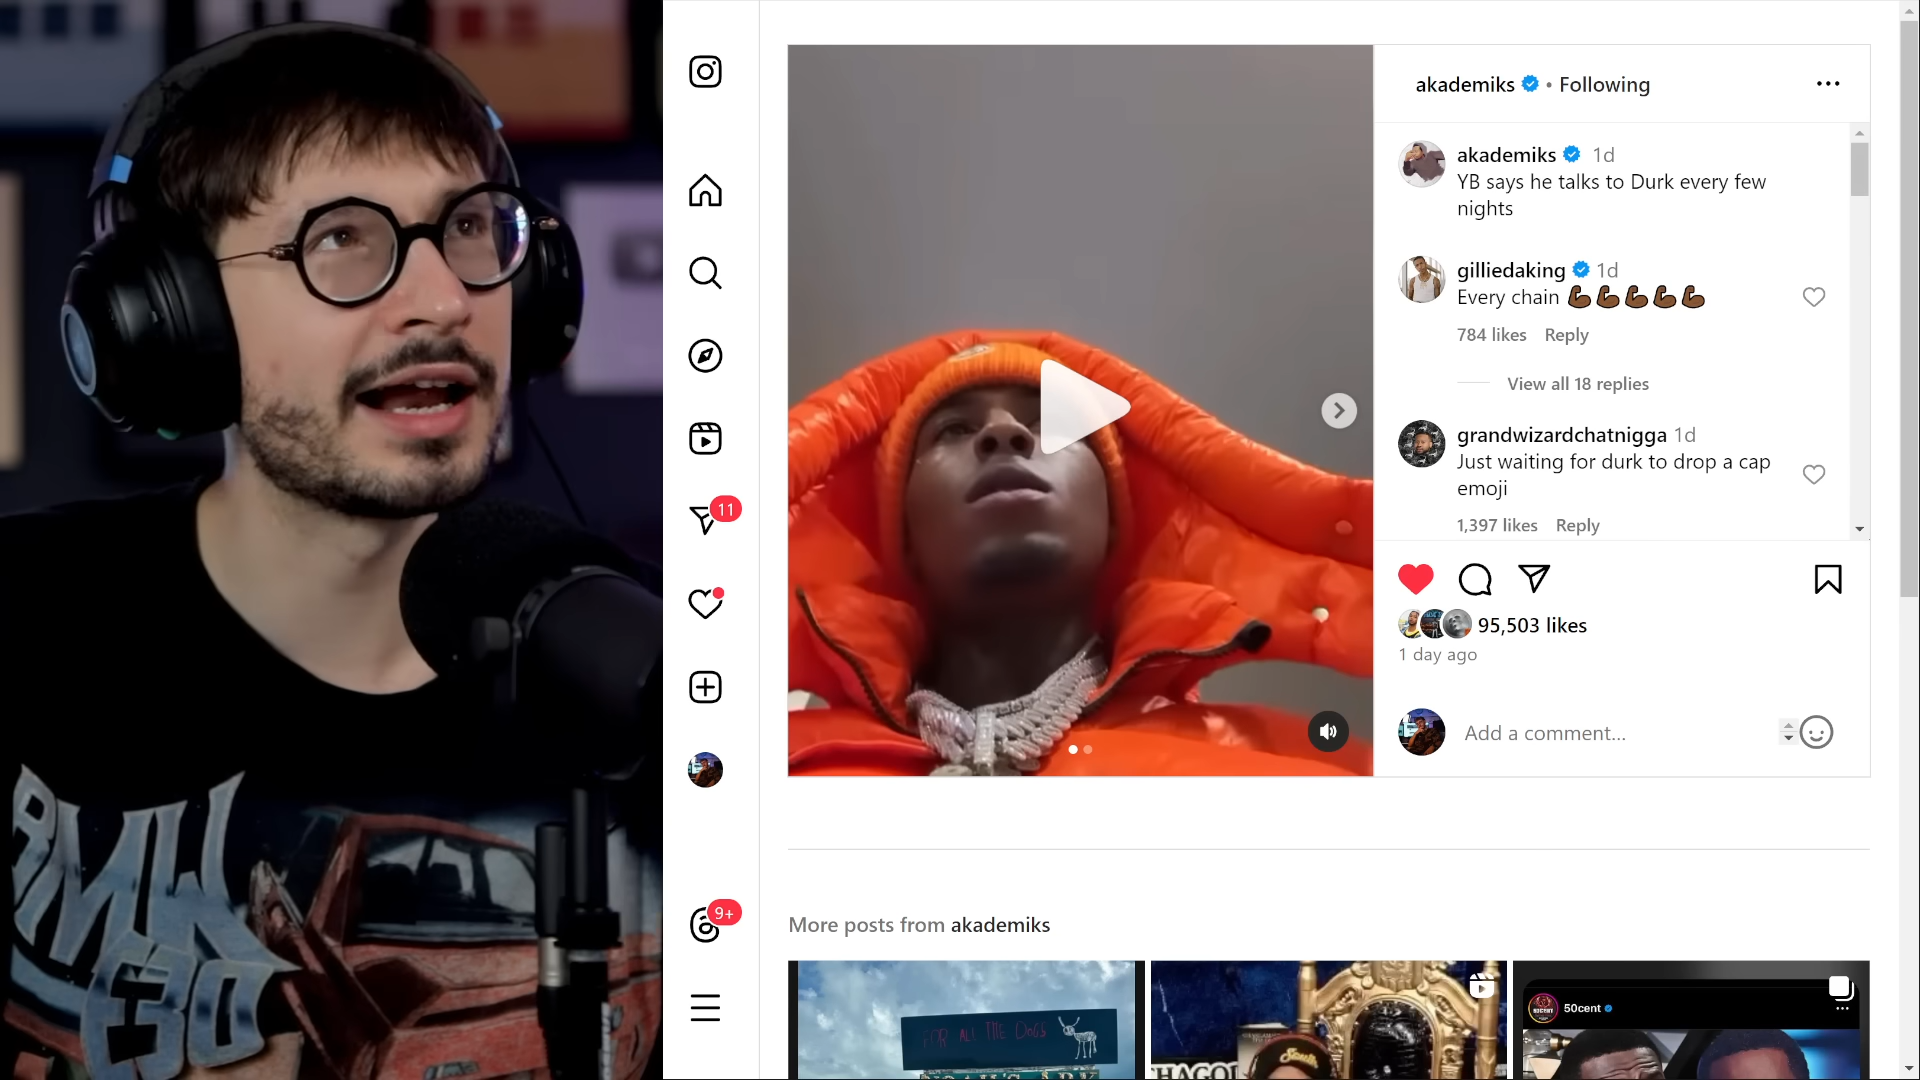 akademiks • Following
akademiks 1d
YB says he talks to Durk every few
nights
gilliedaking 1d
Every chain 💪🏿💪🏿💪🏿💪🏿💪🏿
784 likes Reply
View all 18 replies
grandwizardchatnigga 1d
Just waiting for durk to drop a cap
emoji
1,397 likes Reply
95,503 likes
1 day ago
Add a comment...
11
9+
More posts from akademiks
FOR ALL THE DOGS
50cent
BMW
E30